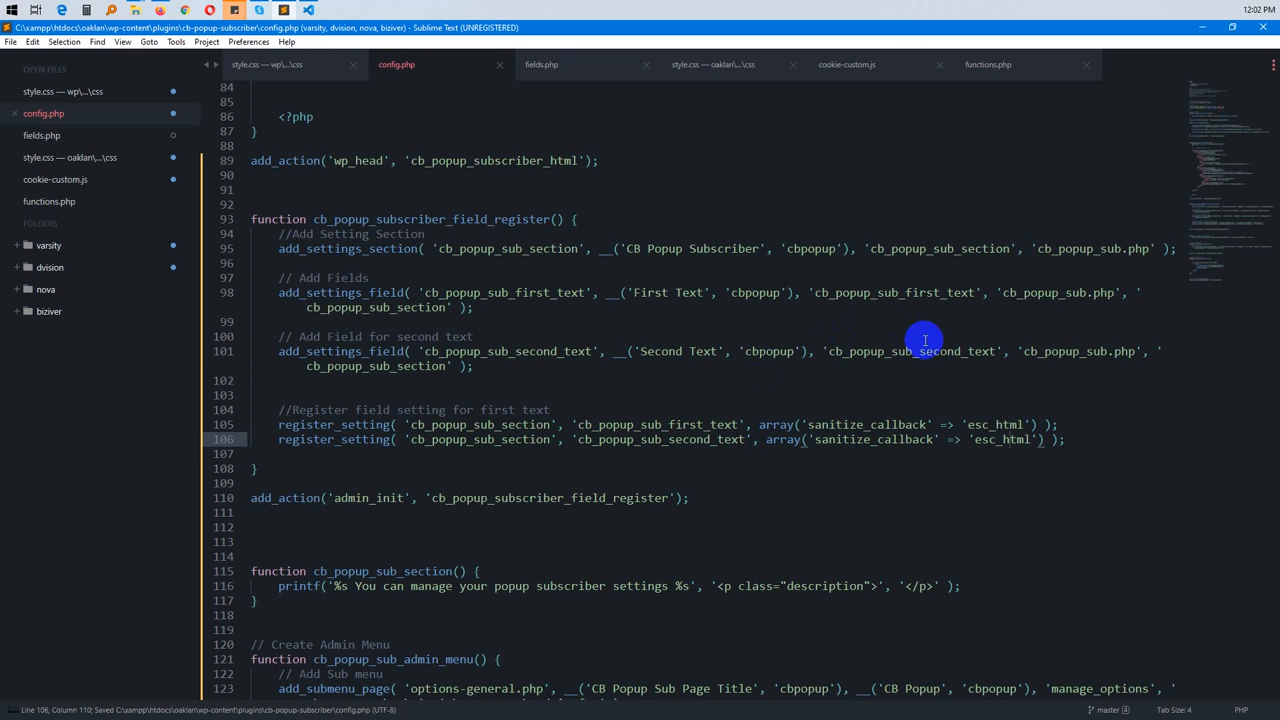 12:02 PM
C:\xampp\htdocs\oaklan\wp-content\plugins\cb-popup-subscriber\config.php (varsity, dvision, nova, biziver) - Sublime Text (UNREGISTERED)
File Edit Selection Find View Goto Tools Project Preferences Help
OPEN FILES
style.css — wp\...\css
config.php
fields.php
style.css — oaklan\...\css
cookie-custom.js
functions.php
FOLDERS
varsity
dvision
nova
biziver
style.css — wp\...\css config.php fields.php style.css — oaklan\...\css cookie-custom.js functions.php
84
85
86 <?php
87 }
88
89 add_action('wp_head', 'cb_popup_subscriber_html');
90
91
92
93 function cb_popup_subscriber_field_register() {
94 //Add Setting Section
95 add_settings_section( 'cb_popup_sub_section', __('CB Popup Subscriber', 'cbpopup'), 'cb_popup_sub_section', 'cb_popup_sub.php' );
96
97 // Add Fields
98 add_settings_field( 'cb_popup_sub_first_text', __('First Text', 'cbpopup'), 'cb_popup_sub_first_text', 'cb_popup_sub.php', '
cb_popup_sub_section' );
99
100 // Add Field for second text
101 add_settings_field( 'cb_popup_sub_second_text', __('Second Text', 'cbpopup'), 'cb_popup_sub_second_text', 'cb_popup_sub.php', '
cb_popup_sub_section' );
102
103
104 //Register field setting for first text
105 register_setting( 'cb_popup_sub_section', 'cb_popup_sub_first_text', array('sanitize_callback' => 'esc_html') );
106 register_setting( 'cb_popup_sub_section', 'cb_popup_sub_second_text', array('sanitize_callback' => 'esc_html') );
107
108 }
109
110 add_action('admin_init', 'cb_popup_subscriber_field_register');
111
112
113
114
115 function cb_popup_sub_section() {
116 printf('%s You can manage your popup subscriber settings %s', '<p class="description">', '</p>' );
117 }
118
119
120 // Create Admin Menu
121 function cb_popup_sub_admin_menu() {
122 // Add Sub menu
123 add_submenu_page( 'options-general.php', __('CB Popup Sub Page Title', 'cbpopup'), __('CB Popup', 'cbpopup'), 'manage_options', '
Line 106, Column 110; Saved C:\xampp\htdocs\oaklan\wp-content\plugins\cb-popup-subscriber\config.php (UTF-8) master 4 Tab Size: 4 PHP